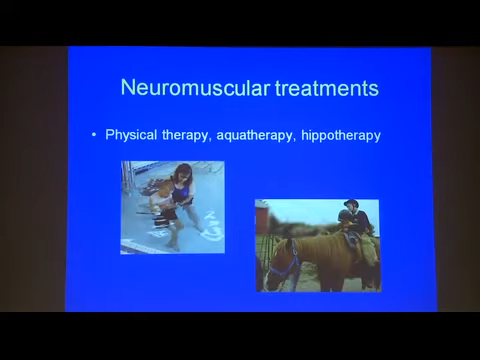 Neuromuscular treatments
• Physical therapy, aquatherapy, hippotherapy